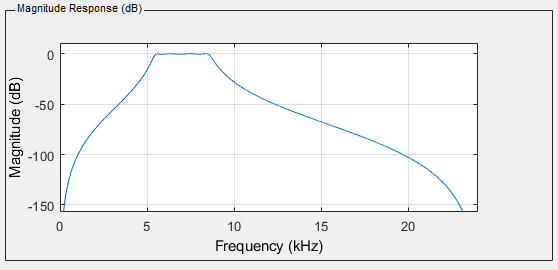 Magnitude Response (dB)
0
-50
-100
-150
Magnitude (dB)
0 5 10 15 20
Frequency (kHz)